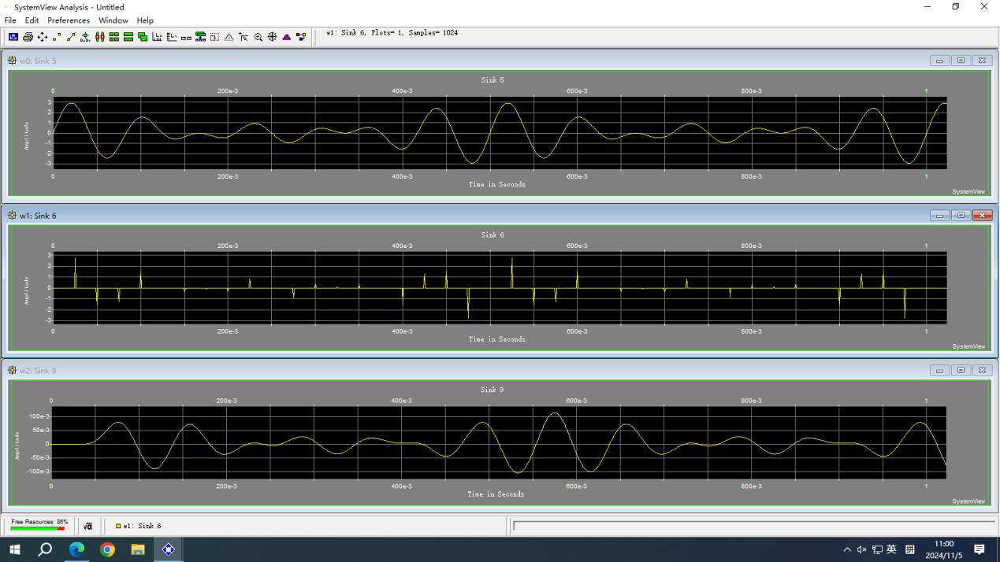 SystemView Analysis - Untitled
File Edit Preferences Window Help
w1: Sink 6, Plots= 1, Samples= 1024
w0: Sink 5
Sink 5
0 200e-3 400e-3 600e-3 800e-3 1
3
2
1
0
-1
-2
-3
Amplitude
0 200e-3 400e-3 600e-3 800e-3 1
Time in Seconds
SystemView
w1: Sink 6
Sink 6
0 200e-3 400e-3 600e-3 800e-3 1
3
2
1
0
-1
-2
-3
Amplitude
0 200e-3 400e-3 600e-3 800e-3 1
Time in Seconds
SystemView
w2: Sink 9
Sink 9
0 200e-3 400e-3 600e-3 800e-3 1
100e-3
50e-3
0
-50e-3
-100e-3
Amplitude
0 200e-3 400e-3 600e-3 800e-3 1
Time in Seconds
SystemView
Free Resources: 86%
√α
w1: Sink 6
英
拼
11:00
2024/11/5